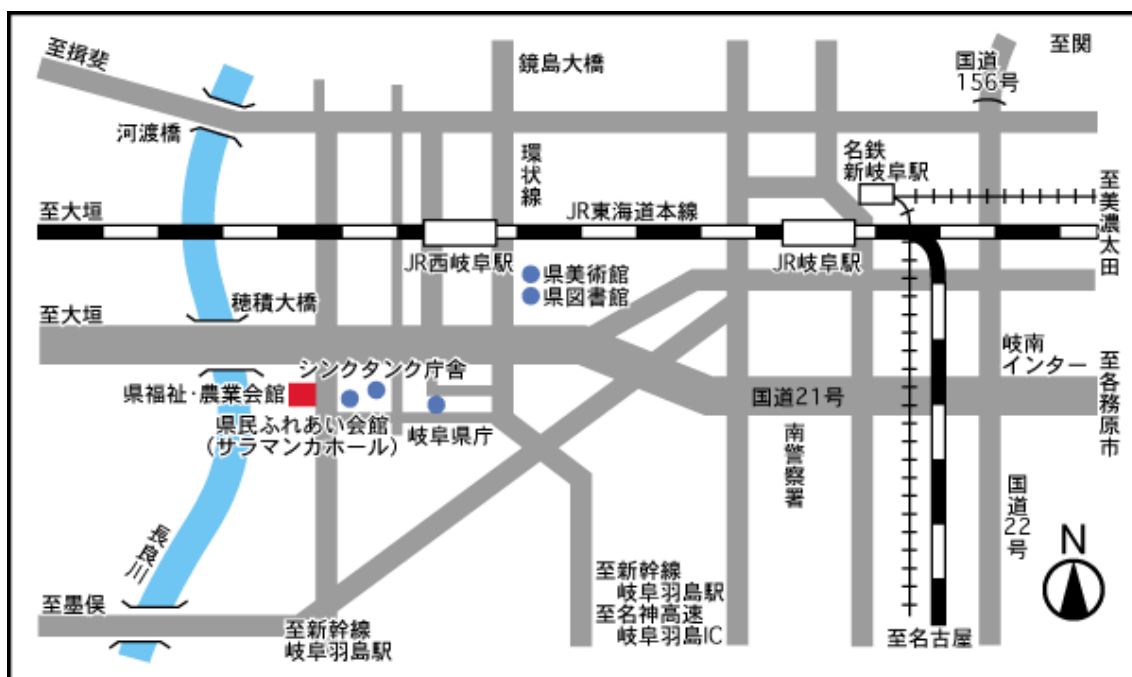 至揖斐
鏡島大橋
国道
156号
至関
河渡橋
環状線
名鉄
新岐阜駅
至美濃太田
至大垣
JR東海道本線
JR西岐阜駅
JR岐阜駅
県美術館
県図書館
穂積大橋
至大垣
岐南
インター
シンクタンク庁舎
県福祉・農業会館
国道21号
至各務原市
県民ふれあい会館
（サラマンカホール）
岐阜県庁
南警察署
国道22号
長良川
N
至新幹線
岐阜羽島駅
至名神高速
岐阜羽島IC
至墨俣
至新幹線
岐阜羽島駅
至名古屋